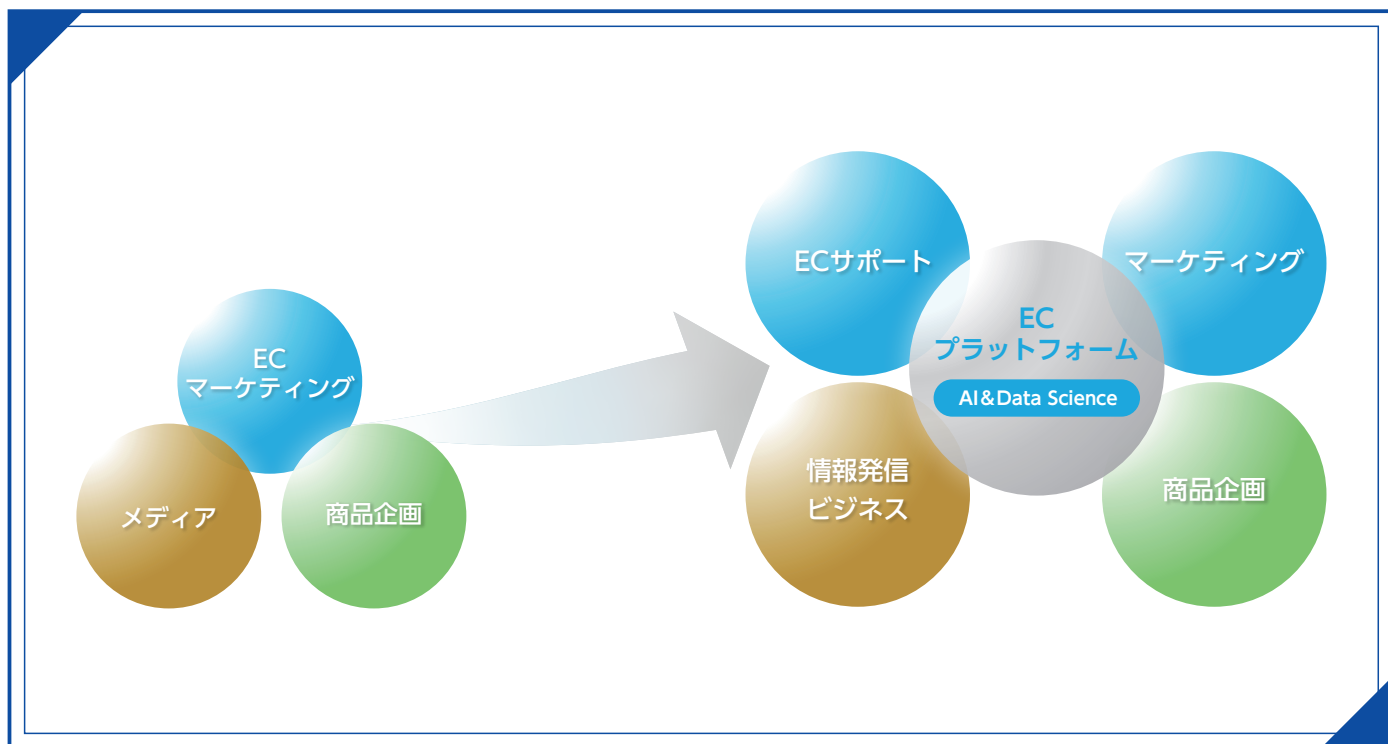 EC
マーケティング
メディア
商品企画
ECサポート
マーケティング
EC
プラットフォーム
AI&Data Science
情報発信
ビジネス
商品企画